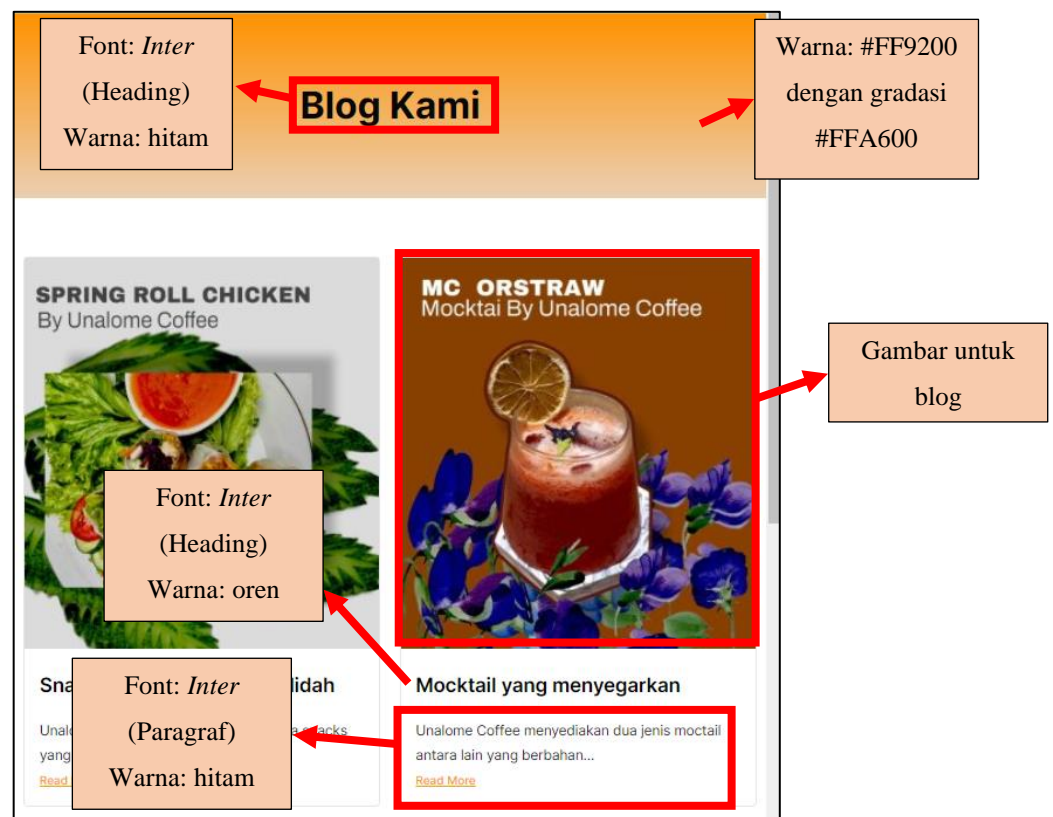 Font: Inter
(Heading)
Warna: hitam
Blog Kami
Warna: #FF9200
dengan gradasi
#FFA600
SPRING ROLL CHICKEN
By Unalome Coffee
MC ORSTRAW
Mocktai By Unalome Coffee
Gambar untuk
blog
Font: Inter
(Heading)
Warna: oren
Font: Inter
(Paragraf)
Warna: hitam
lidah
yang
Read
Mocktail yang menyegarkan
Unalome Coffee menyediakan dua jenis moctail
antara lain yang berbahan...
Read More